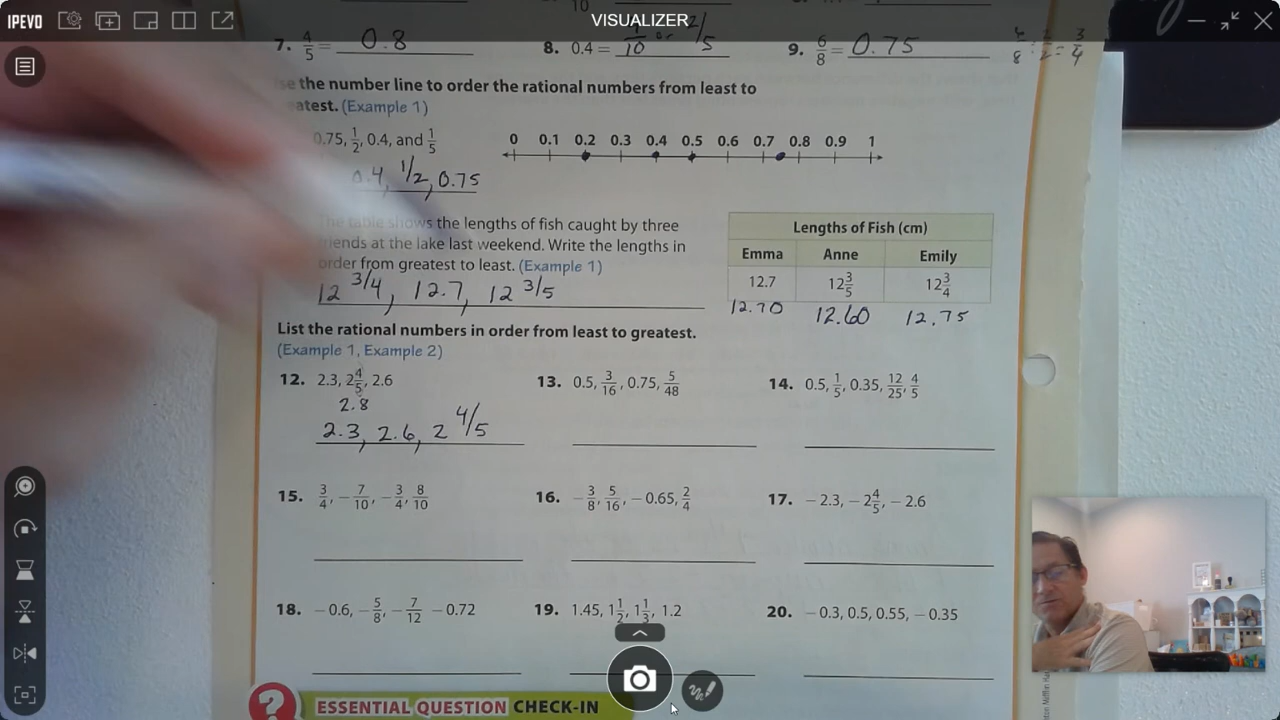 IPEVO
VISUALIZER
10
7. 4/5 = 0.8
8. 0.4 = /10 or 2/5
9. 6/8 = 0.75
8 ÷ 2 = 3/4
se the number line to order the rational numbers from least to
atest. (Example 1)
0.75, 1/2, 0.4, and 1/5
0 0.1 0.2 0.3 0.4 0.5 0.6 0.7 0.8 0.9 1
0.4, 1/2, 0.75
The table shows the lengths of fish caught by three
iends at the lake last weekend. Write the lengths in
order from greatest to least. (Example 1)
12 3/4, 12.7, 12 3/5
Lengths of Fish (cm)
Emma Anne Emily
12.7 12 3/5 12 3/4
12.70 12.60 12.75
List the rational numbers in order from least to greatest.
(Example 1, Example 2)
12. 2.3, 2 4/5, 2.6
2.8
2.3, 2.6, 2 4/5
13. 0.5, 3/16, 0.75, 5/48
14. 0.5, 1/5, 0.35, 12/25, 4/5
15. 3/4, -7/10, -3/4, 8/10
16. -3/8, 5/16, -0.65, 2/4
17. -2.3, -2 4/5, -2.6
18. -0.6, -5/8, -7/12 -0.72
19. 1.45, 1 1/2, 1 1/3, 1.2
20. -0.3, 0.5, 0.55, -0.35
? ESSENTIAL QUESTION CHECK-IN